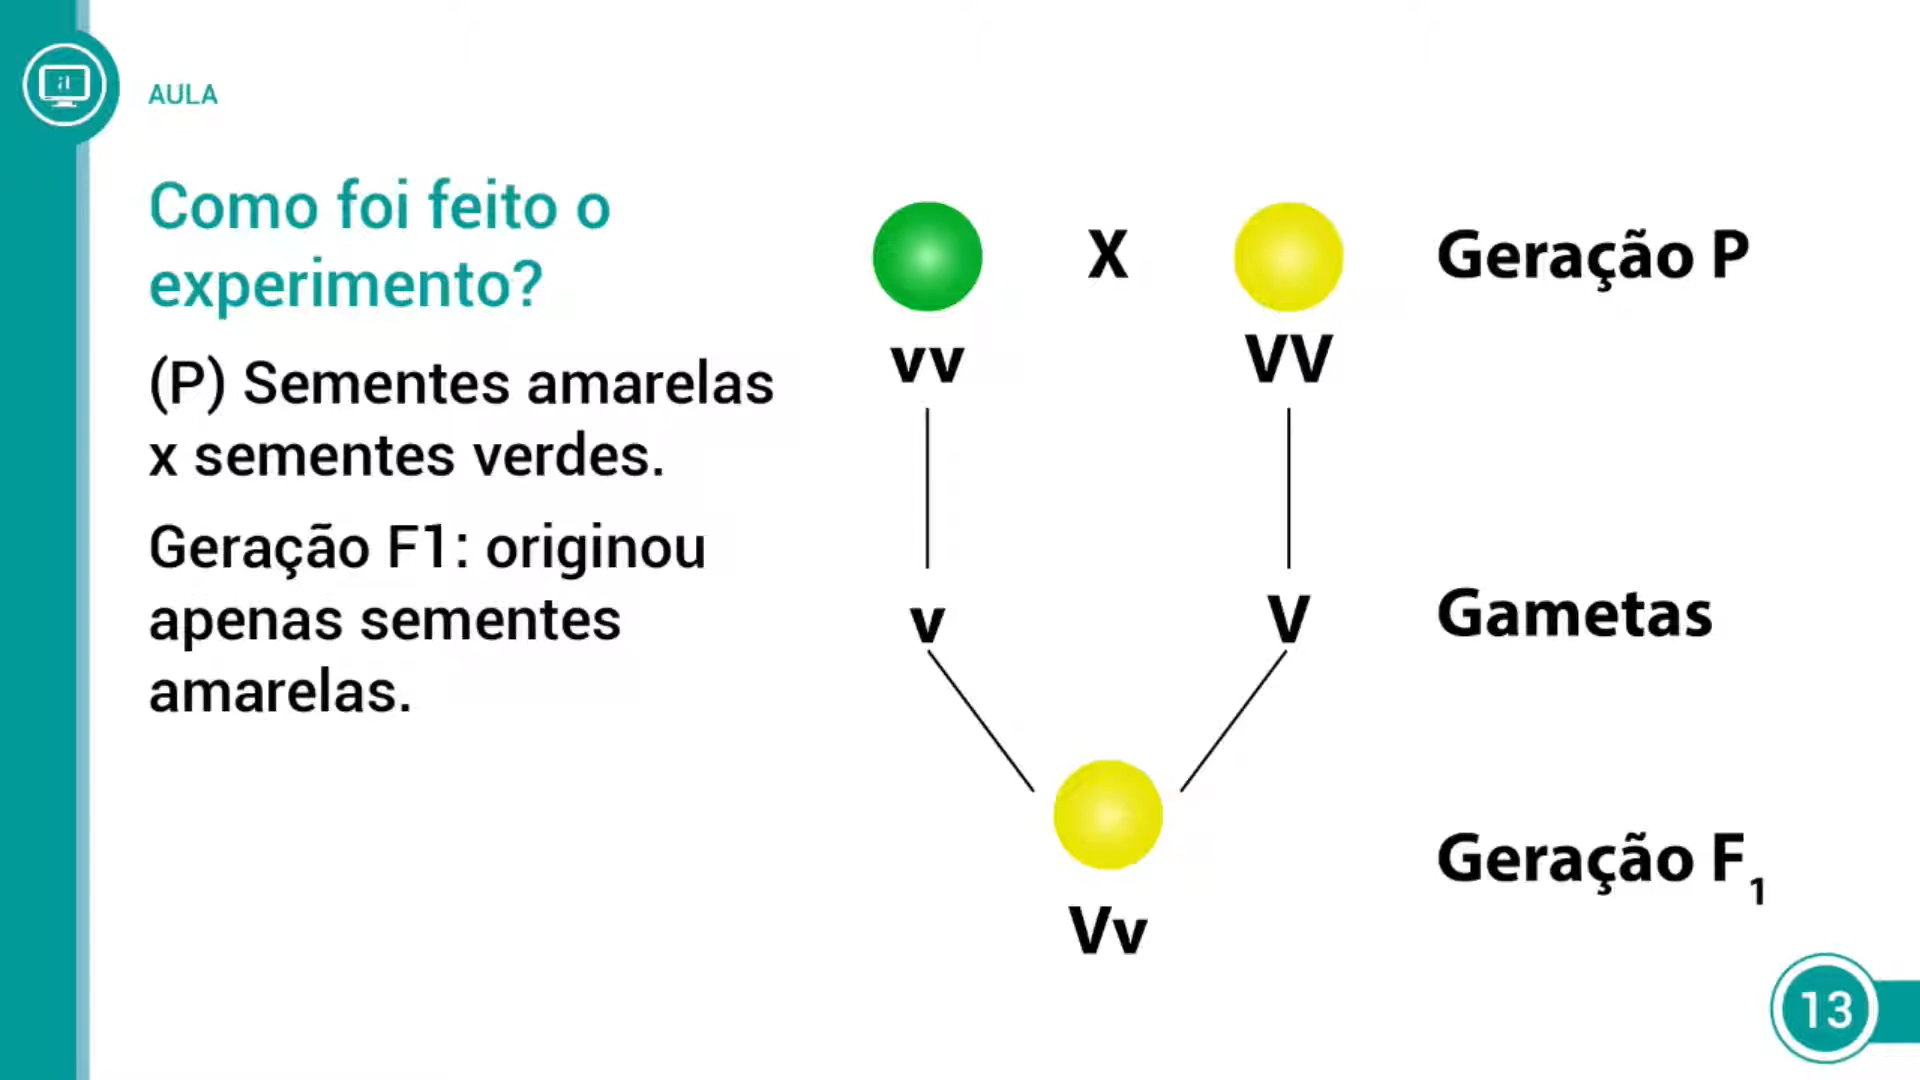 AULA
Como foi feito o
experimento?
(P) Sementes amarelas
x sementes verdes.
Geração F1: originou
apenas sementes
amarelas.
X
Geração P
vv
VV
v
V
Gametas
Geração F1
Vv
13